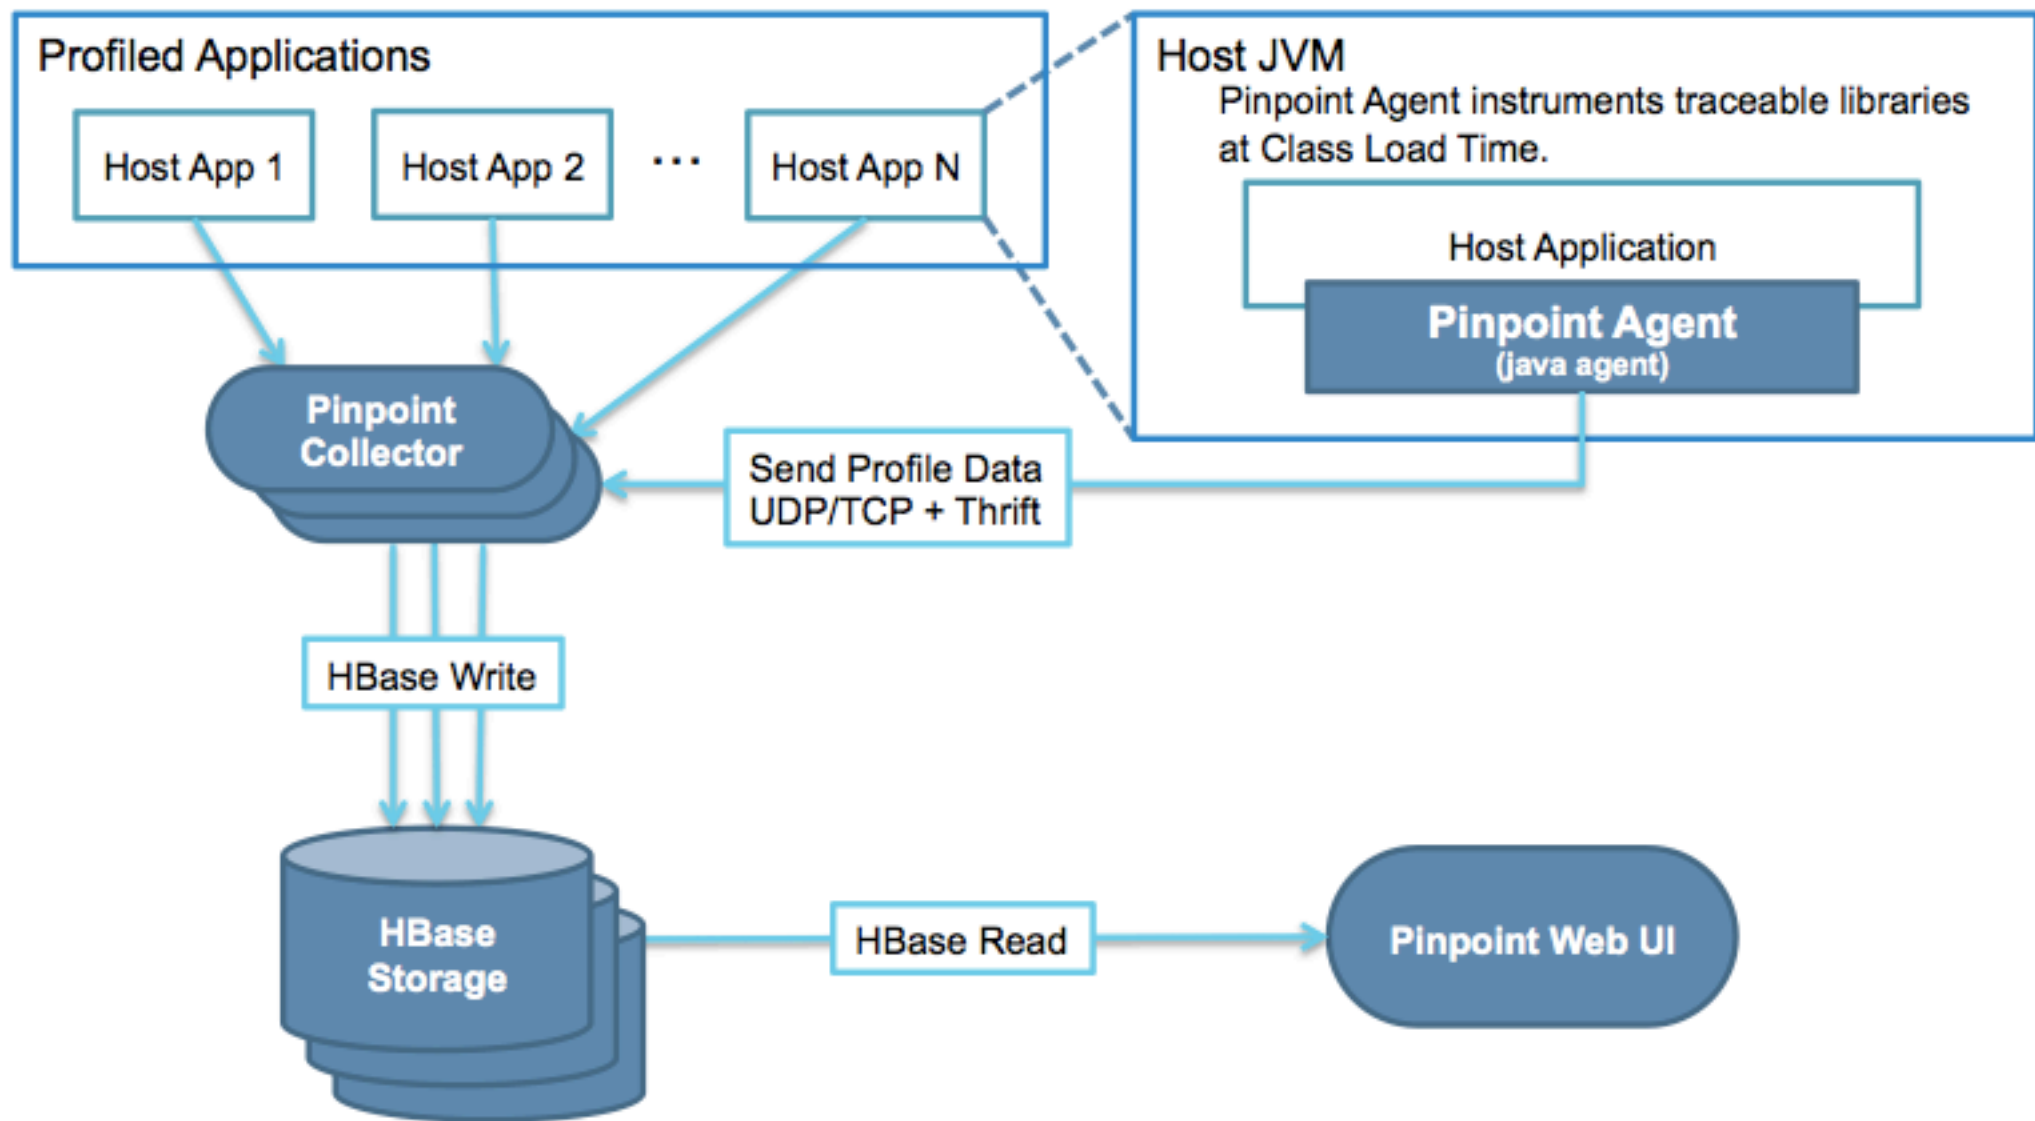 Profiled Applications
Host App 1
Host App 2
...
Host App N
Host JVM
Pinpoint Agent instruments traceable libraries
at Class Load Time.
Host Application
Pinpoint Agent
(java agent)
Pinpoint
Collector
Send Profile Data
UDP/TCP + Thrift
HBase Write
HBase
Storage
HBase Read
Pinpoint Web UI